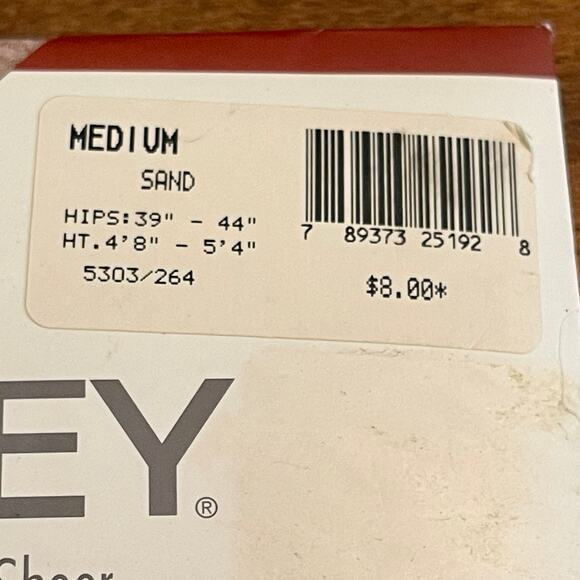 MEDIUM
SAND
HIPS:39" - 44"
HT.4'8" - 5'4"
5303/264
7 89373 25192 8
$8.00*
EY®
Sheer